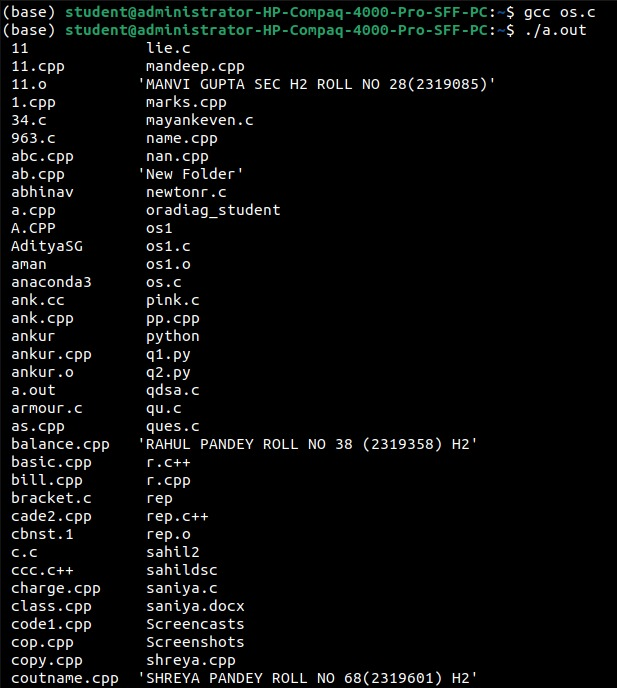 (base) student@administrator-HP-Compaq-4000-Pro-SFF-PC:~$ gcc os.c
(base) student@administrator-HP-Compaq-4000-Pro-SFF-PC:~$ ./a.out
11 lie.c
11.cpp mandeep.cpp
11.o 'MANVI GUPTA SEC H2 ROLL NO 28(2319085)'
1.cpp marks.cpp
34.c mayankeven.c
963.c name.cpp
abc.cpp nan.cpp
ab.cpp 'New Folder'
abhinav newtonr.c
a.cpp oradiag_student
A.CPP os1
AdityaSG os1.c
aman os1.o
anaconda3 os.c
ank.cc pink.c
ank.cpp pp.cpp
ankur python
ankur.cpp q1.py
ankur.o q2.py
a.out qdsa.c
armour.c qu.c
as.cpp ques.c
balance.cpp 'RAHUL PANDEY ROLL NO 38 (2319358) H2'
basic.cpp r.c++
bill.cpp r.cpp
bracket.c rep
cade2.cpp rep.c++
cbnst.1 rep.o
c.c sahil2
ccc.c++ sahildsc
charge.cpp saniya.c
class.cpp saniya.docx
code1.cpp Screencasts
cop.cpp Screenshots
copy.cpp shreya.cpp
coutname.cpp 'SHREYA PANDEY ROLL NO 68(2319601) H2'